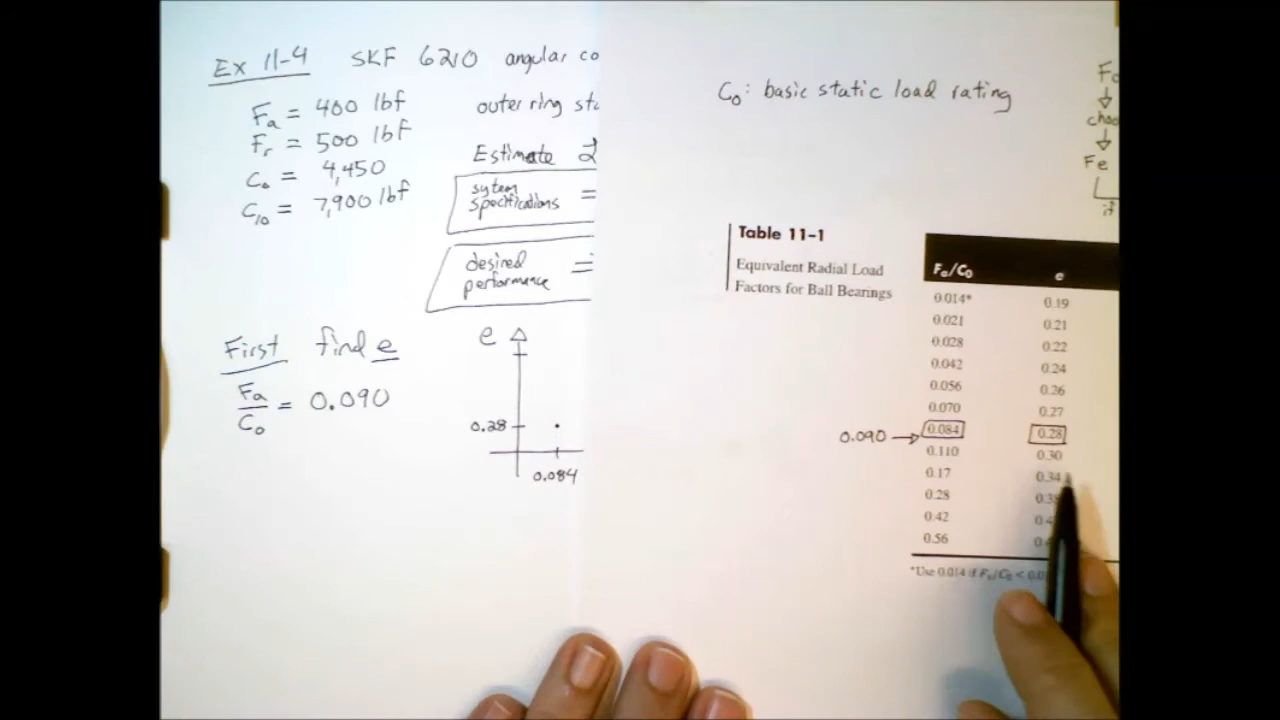 Ex 11-4 SKF 6210 angular co
Fa = 400 lbf
Fr = 500 lbf
C0 = 4,450
C10 = 7,900 lbf
outer ring sta
Estimate
sytem
specifications =
desired
performance =
First find e
Fa
C0
= 0.090
e
0.28
0.084
C0: basic static load rating
Fe
if
Table 11–1
Equivalent Radial Load
Factors for Ball Bearings
Fa/C0 e
0.014* 0.19
0.021 0.21
0.028 0.22
0.042 0.24
0.056 0.26
0.070 0.27
0.090 → 0.084 0.28
0.110 0.30
0.17 0.34
0.28
0.42
0.56
*Use 0.014 if Fa/C0 <